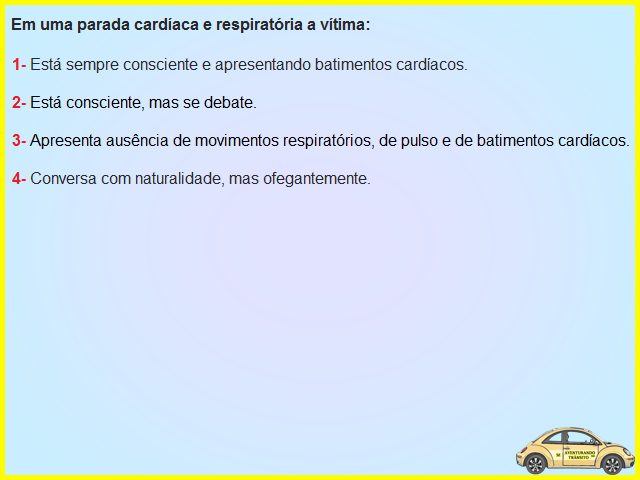 Em uma parada cardíaca e respiratória a vítima:
1- Está sempre consciente e apresentando batimentos cardíacos.
2- Está consciente, mas se debate.
3- Apresenta ausência de movimentos respiratórios, de pulso e de batimentos cardíacos.
4- Conversa com naturalidade, mas ofegantemente.
AVENTURANDO
TRÂNSITO